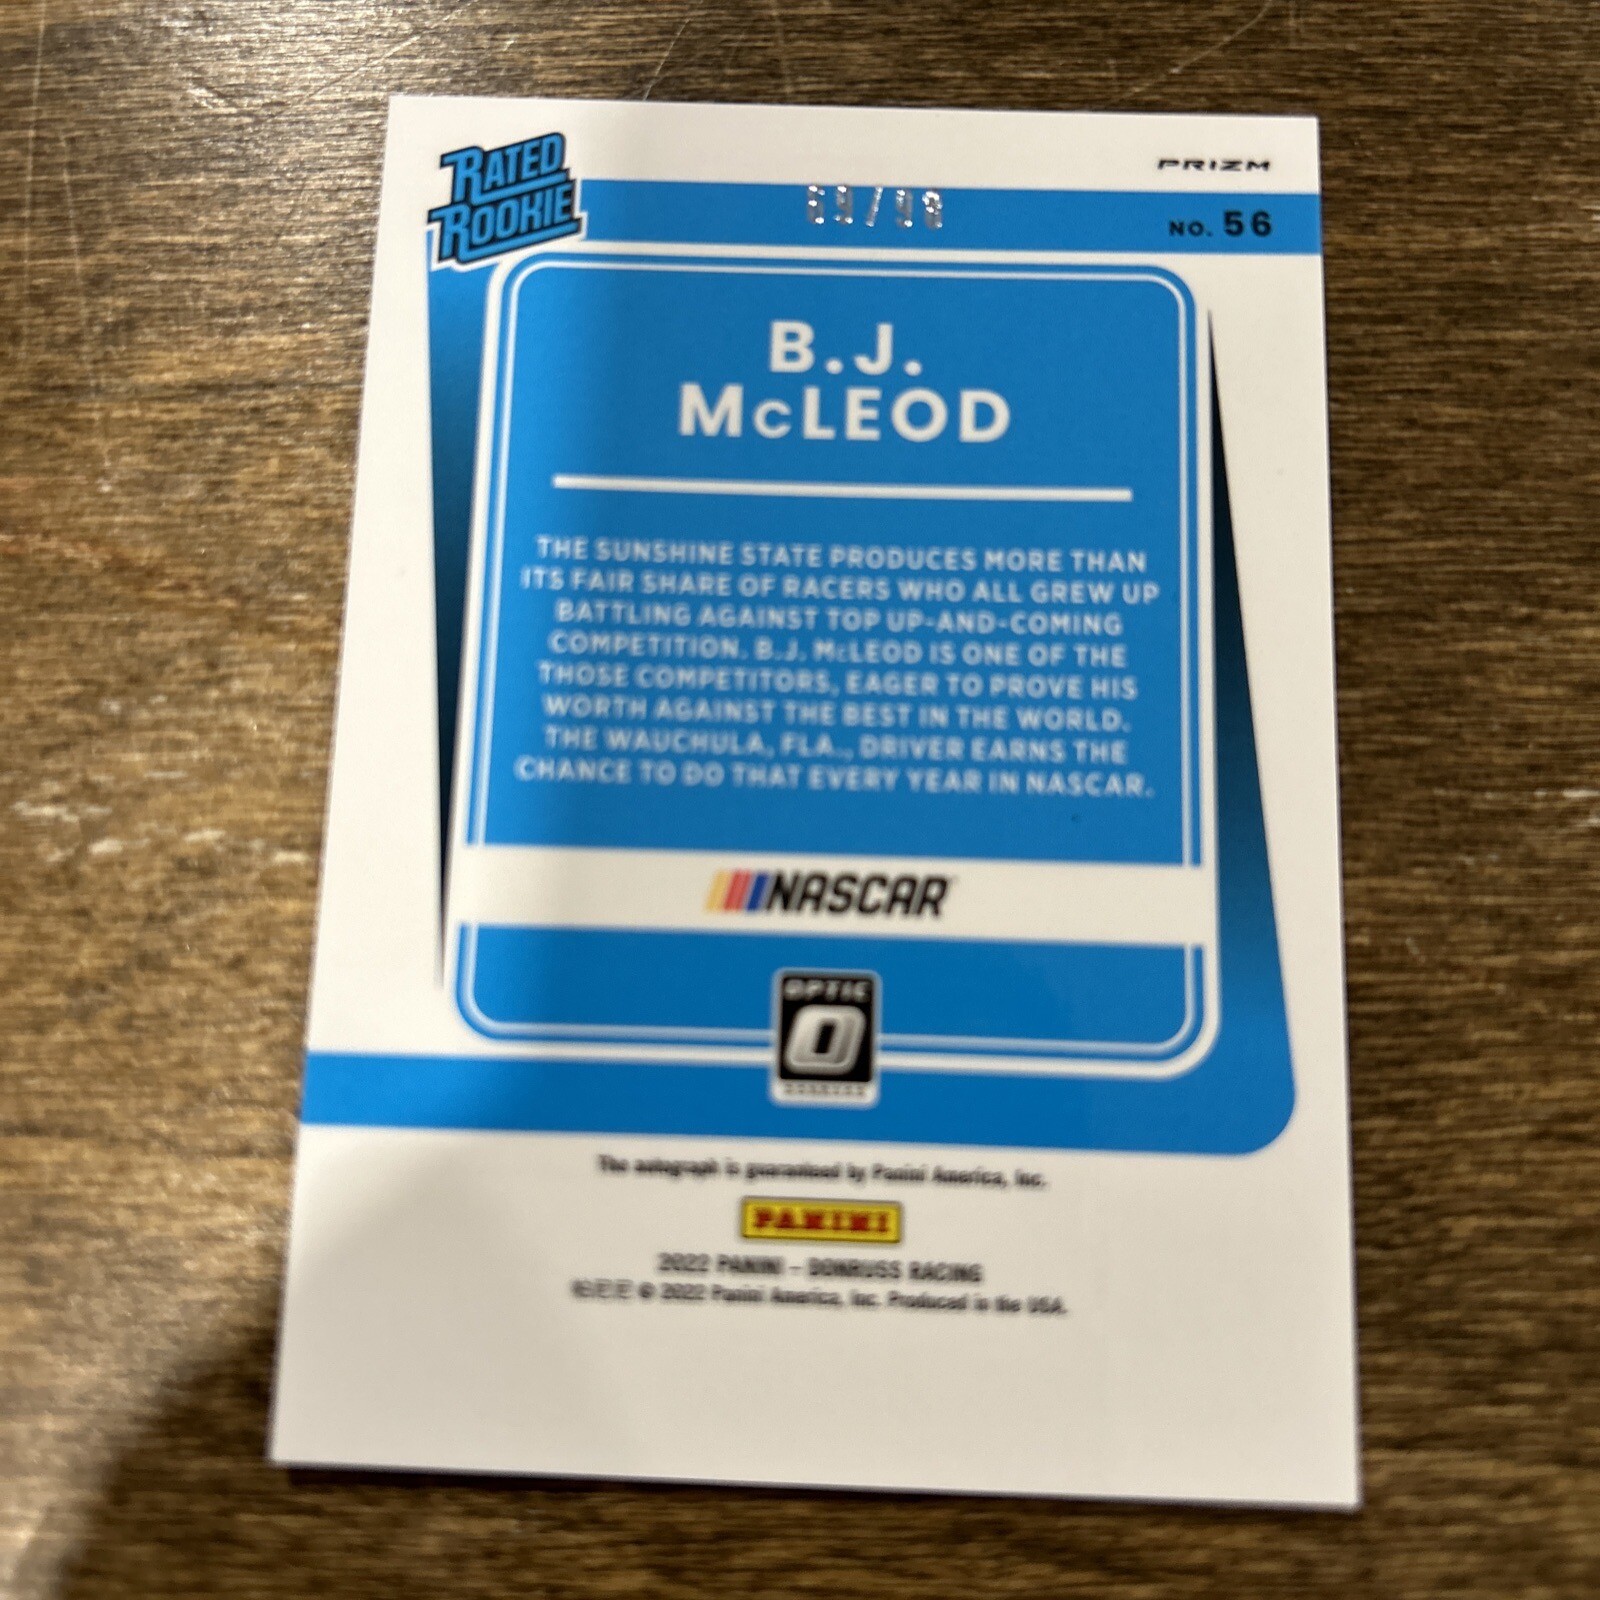 RATED
ROOKIE
PRIZM
NO. 56
B.J.
McLEOD
THE SUNSHINE STATE PRODUCES MORE THAN
ITS FAIR SHARE OF RACERS WHO ALL GREW UP
BATTLING AGAINST TOP UP-AND-COMING
COMPETITION. B.J. McLEOD IS ONE OF THE
THOSE COMPETITORS, EAGER TO PROVE HIS
WORTH AGAINST THE BEST IN THE WORLD.
THE WAUCHULA, FLA., DRIVER EARNS THE
CHANCE TO DO THAT EVERY YEAR IN NASCAR.
NASCAR
OPTIC
DONRUSS
The autograph is guaranteed by Panini America, Inc.
PANINI
2022 PANINI – DONRUSS RACING
© 2022 Panini America, Inc. Produced in the USA.